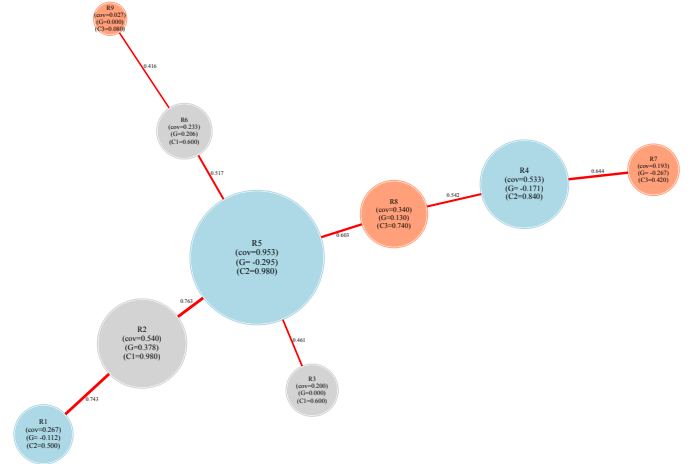 R9
(cov=0.027)
(G=0.000)
(C3=0.080)
0.416
R6
(cov=0.233)
(G=0.206)
(C1=0.600)
0.517
R7
(cov=0.193)
(G= -0.267)
(C3=0.420)
0.644
R4
(cov=0.533)
(G= -0.171)
(C2=0.840)
0.542
R8
(cov=0.340)
(G=0.130)
(C3=0.740)
0.603
R5
(cov=0.953)
(G= -0.295)
(C2=0.980)
0.763
R2
(cov=0.540)
(G=0.378)
(C1=0.980)
0.461
R3
(cov=0.200)
(G=0.000)
(C1=0.600)
0.743
R1
(cov=0.267)
(G= -0.112)
(C2=0.500)